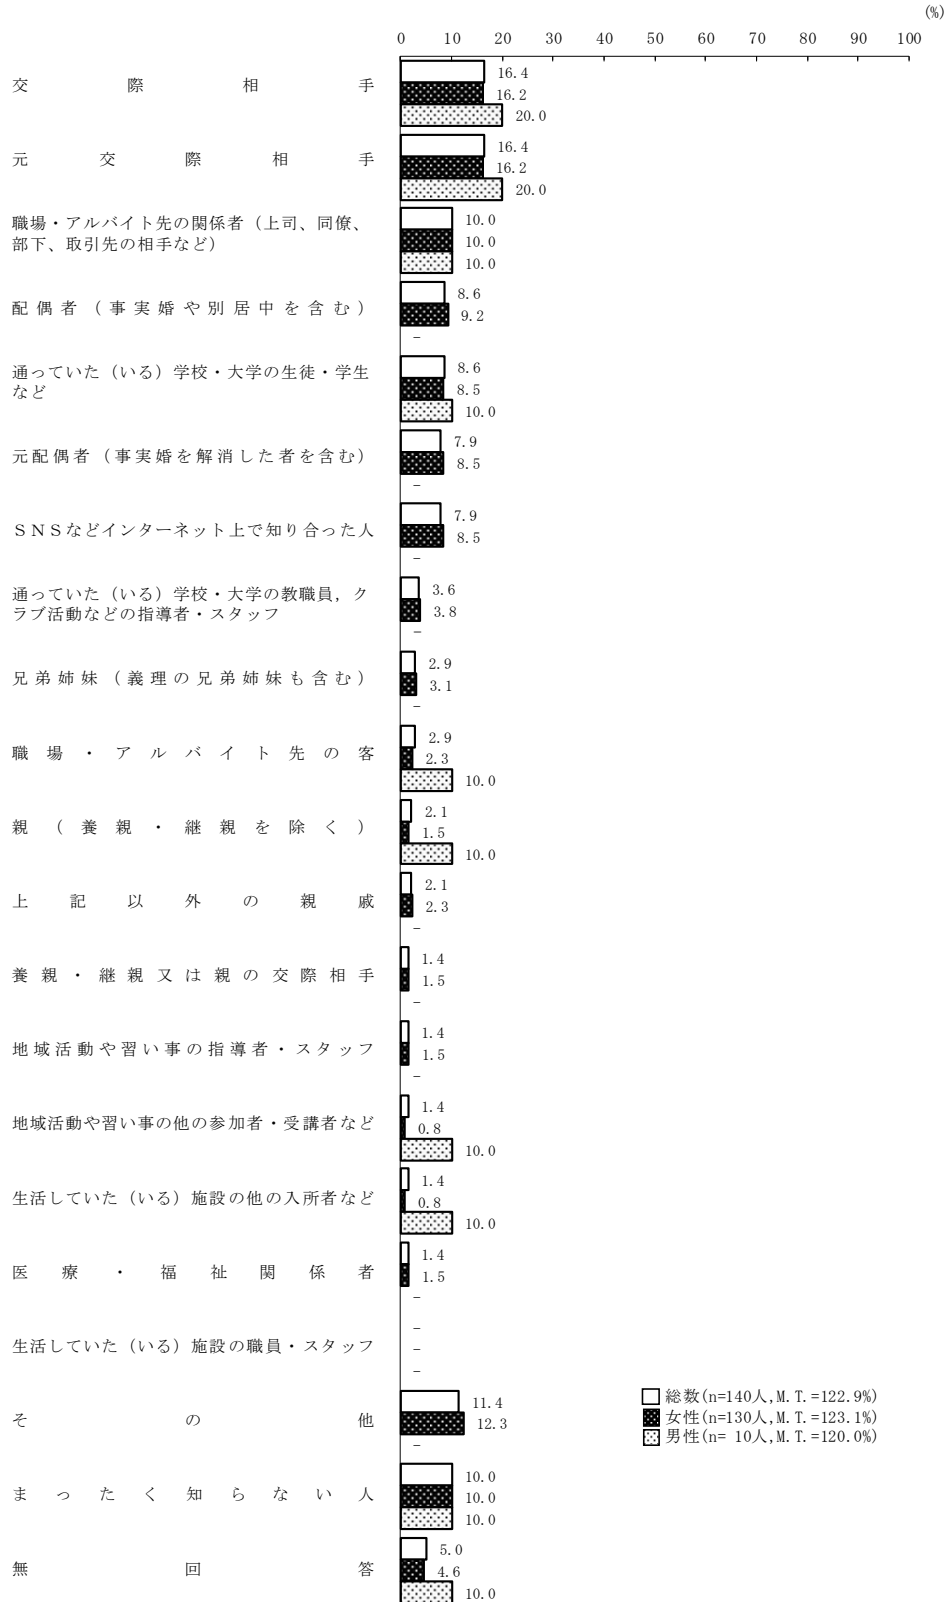 (%)
0 10 20 30 40 50 60 70 80 90 100
交際相手
16.4
16.2
20.0
元交際相手
16.4
16.2
20.0
職場・アルバイト先の関係者（上司、同僚、
部下、取引先の相手など）
10.0
10.0
10.0
配偶者（事実婚や別居中を含む）
8.6
9.2
－
通っていた（いる）学校・大学の生徒・学生
など
8.6
8.5
10.0
元配偶者（事実婚を解消した者を含む）
7.9
8.5
－
ＳＮＳなどインターネット上で知り合った人
7.9
8.5
－
通っていた（いる）学校・大学の教職員，ク
ラブ活動などの指導者・スタッフ
3.6
3.8
－
兄弟姉妹（義理の兄弟姉妹も含む）
2.9
3.1
－
職場・アルバイト先の客
2.9
2.3
10.0
親（養親・継親を除く）
2.1
1.5
10.0
上記以外の親戚
2.1
2.3
－
養親・継親又は親の交際相手
1.4
1.5
－
地域活動や習い事の指導者・スタッフ
1.4
1.5
－
地域活動や習い事の他の参加者・受講者など
1.4
0.8
10.0
生活していた（いる）施設の他の入所者など
1.4
0.8
10.0
医療・福祉関係者
1.4
1.5
－
生活していた（いる）施設の職員・スタッフ
－
－
－
その他
11.4
12.3
－
総数(n=140人,M.T.=122.9%)
女性(n=130人,M.T.=123.1%)
男性(n= 10人,M.T.=120.0%)
まったく知らない人
10.0
10.0
10.0
無回答
5.0
4.6
10.0